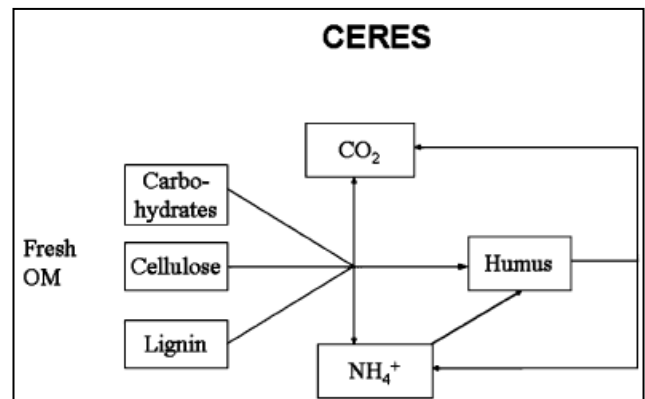 CERES
CO₂
Carbo-
hydrates
Fresh
OM
Cellulose
Humus
Lignin
NH₄⁺